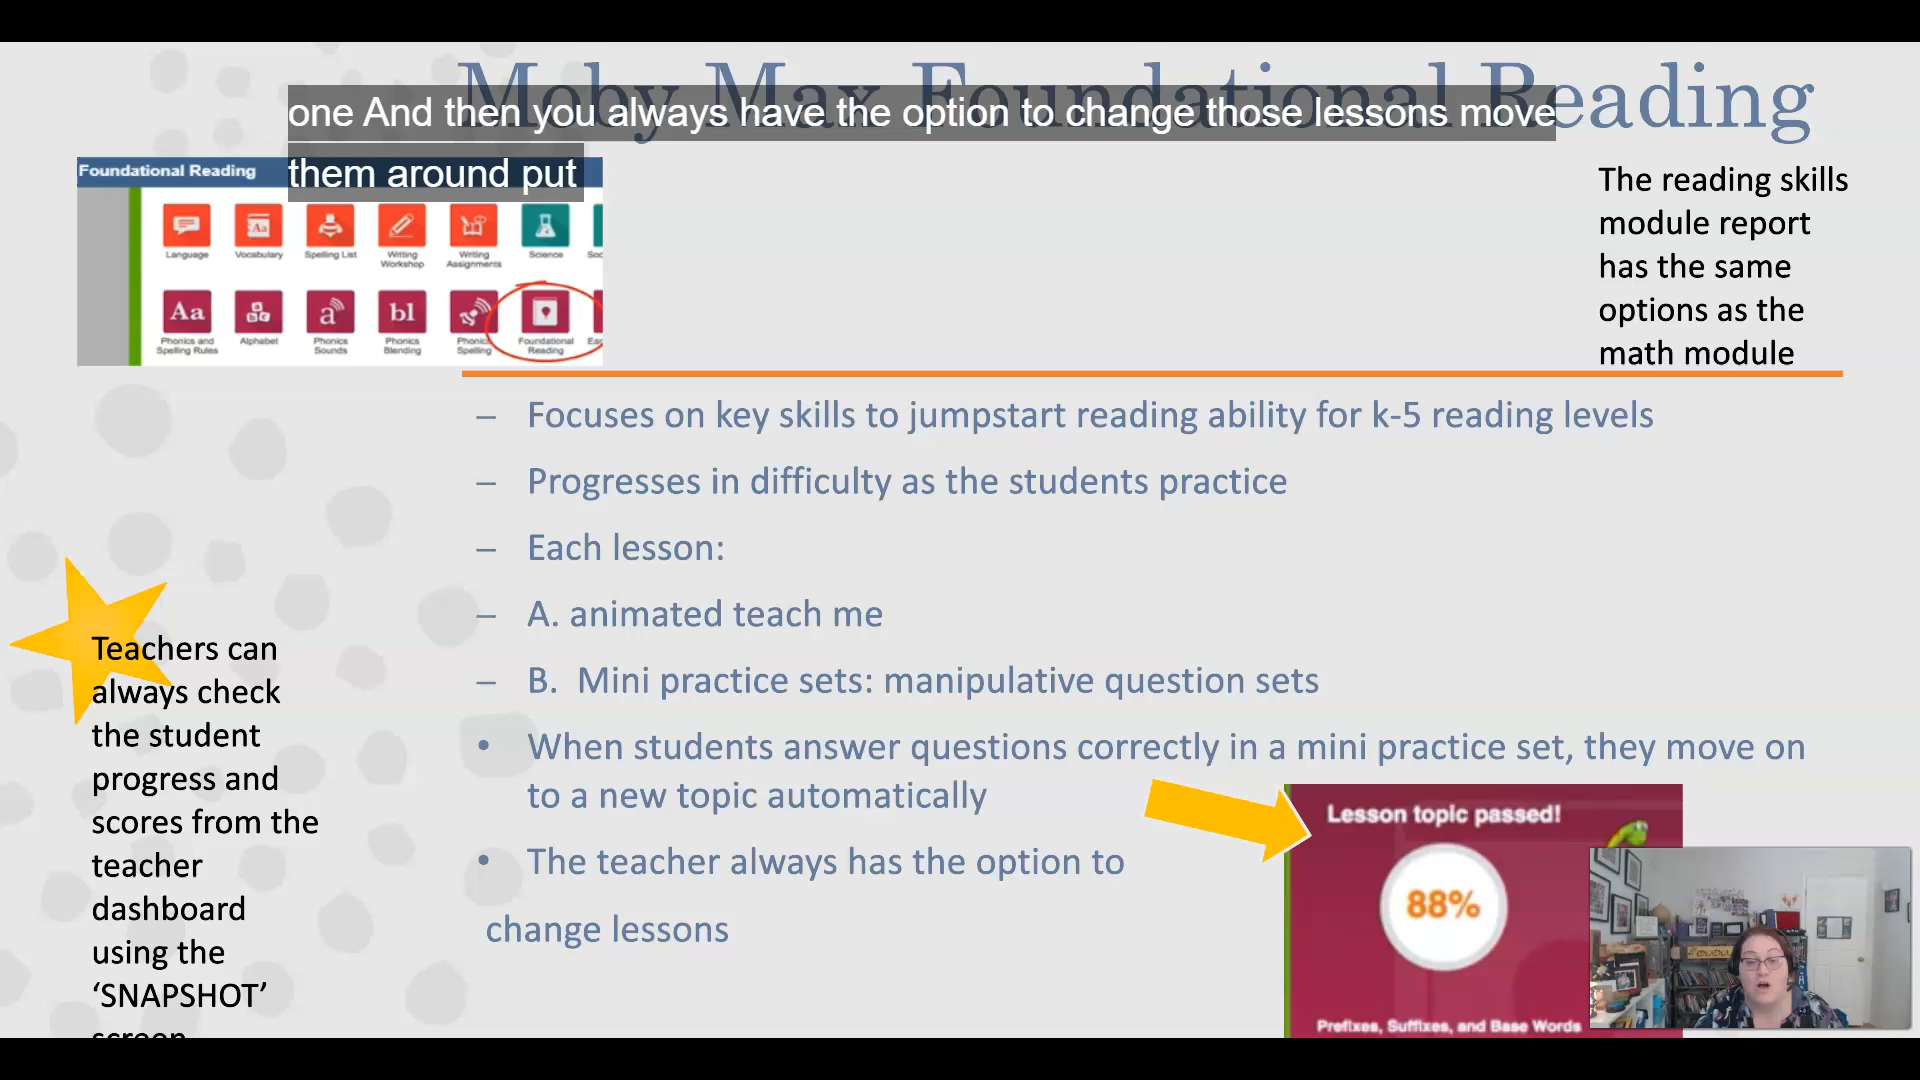 Moby Max Foundational Reading
one And then you always have the option to change those lessons move
them around put
Foundational Reading
Language
Vocabulary
Spelling List
Writing
Workshop
Writing
Assignments
Science
Soc
Aa
Phonics and
Spelling Rules
Alphabet
a
Phonics
Sounds
bl
Phonics
Blending
Phonic
Spelling
Foundational
Reading
Eas
The reading skills
module report
has the same
options as the
math module
– Focuses on key skills to jumpstart reading ability for k-5 reading levels
– Progresses in difficulty as the students practice
– Each lesson:
– A. animated teach me
– B. Mini practice sets: manipulative question sets
• When students answer questions correctly in a mini practice set, they move on
to a new topic automatically
• The teacher always has the option to
change lessons
Teachers can
always check
the student
progress and
scores from the
teacher
dashboard
using the
‘SNAPSHOT’
screen
Lesson topic passed!
88%
Prefixes, Suffixes, and Base Words